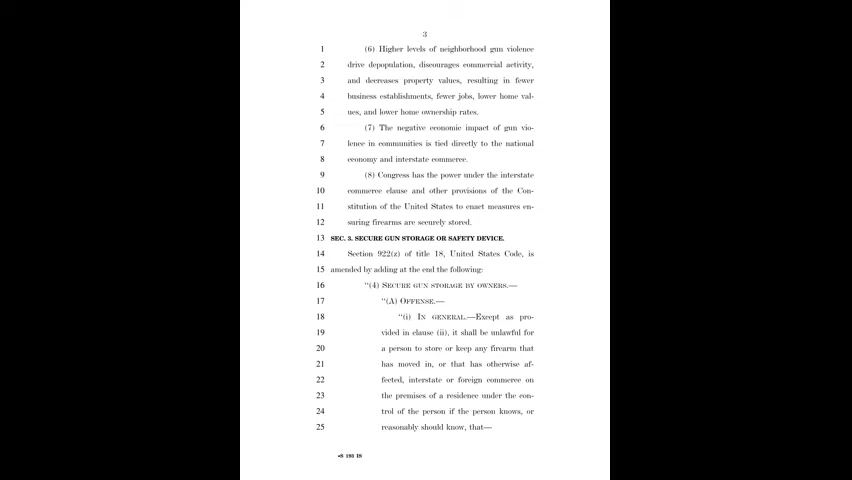 3
1 (6) Higher levels of neighborhood gun violence
2 drive depopulation, discourages commercial activity,
3 and decreases property values, resulting in fewer
4 business establishments, fewer jobs, lower home val-
5 ues, and lower home ownership rates.
6 (7) The negative economic impact of gun vio-
7 lence in communities is tied directly to the national
8 economy and interstate commerce.
9 (8) Congress has the power under the interstate
10 commerce clause and other provisions of the Con-
11 stitution of the United States to enact measures en-
12 suring firearms are securely stored.
13 SEC. 3. SECURE GUN STORAGE OR SAFETY DEVICE.
14 Section 922(z) of title 18, United States Code, is
15 amended by adding at the end the following:
16 ‘‘(4) SECURE GUN STORAGE BY OWNERS.—
17 ‘‘(A) OFFENSE.—
18 ‘‘(i) IN GENERAL.—Except as pro-
19 vided in clause (ii), it shall be unlawful for
20 a person to store or keep any firearm that
21 has moved in, or that has otherwise af-
22 fected, interstate or foreign commerce on
23 the premises of a residence under the con-
24 trol of the person if the person knows, or
25 reasonably should know, that—
•S 193 IS